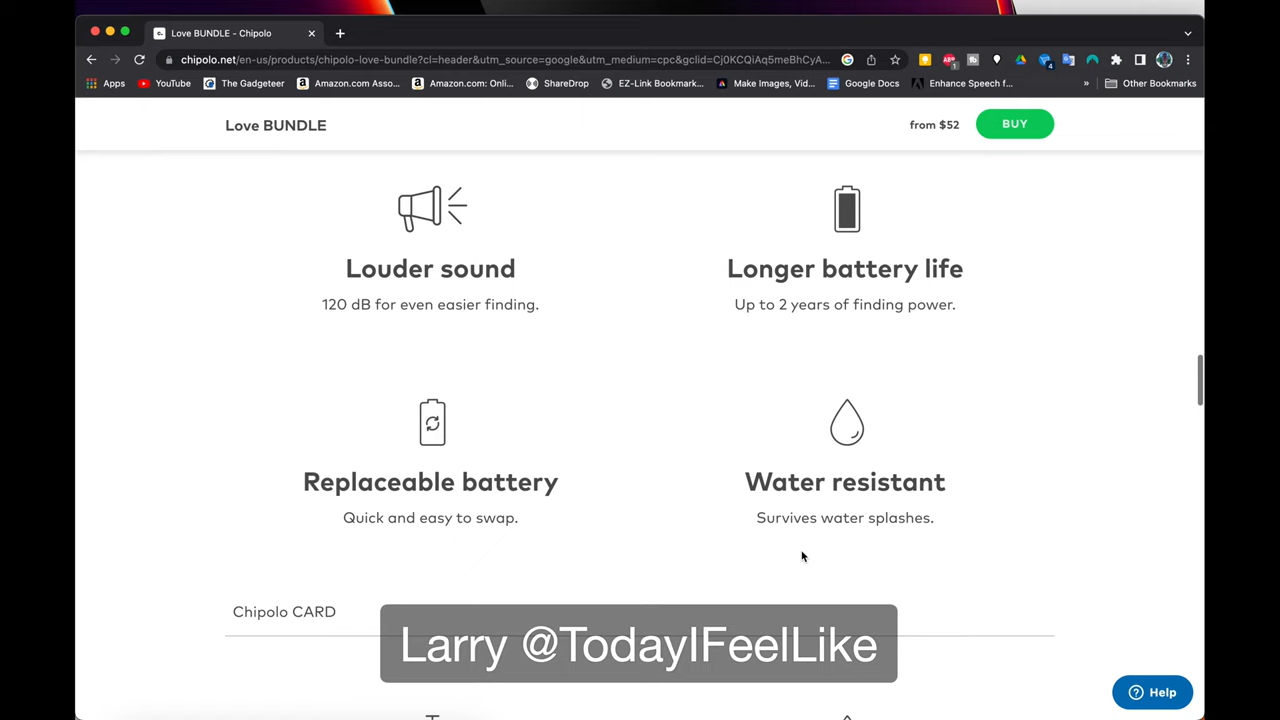 Love BUNDLE - Chipolo
chipolo.net/en-us/products/chipolo-love-bundle?cl=header&utm_source=google&utm_medium=cpc&gclid=Cj0KCQiAq5meBhCyA...
Apps YouTube The Gadgeteer Amazon.com Asso... Amazon.com: Onli... ShareDrop EZ-Link Bookmark... Make Images, Vid... Google Docs Enhance Speech f... » Other Bookmarks
Love BUNDLE from $52 BUY
Louder sound
120 dB for even easier finding.
Longer battery life
Up to 2 years of finding power.
Replaceable battery
Quick and easy to swap.
Water resistant
Survives water splashes.
Chipolo CARD
Larry @TodayIFeelLike
Help